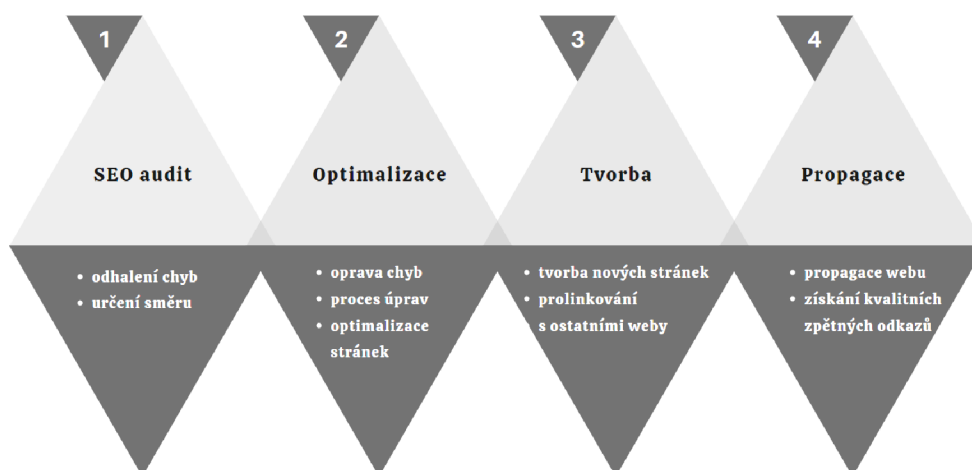 1
SEO audit
• odhalení chyb
• určení směru
2
Optimalizace
• oprava chyb
• proces úprav
• optimalizace
stránek
3
Tvorba
• tvorba nových stránek
• prolinkování
• s ostatními weby
4
Propagace
• propagace webu
• získání kvalitních
zpětných odkazů